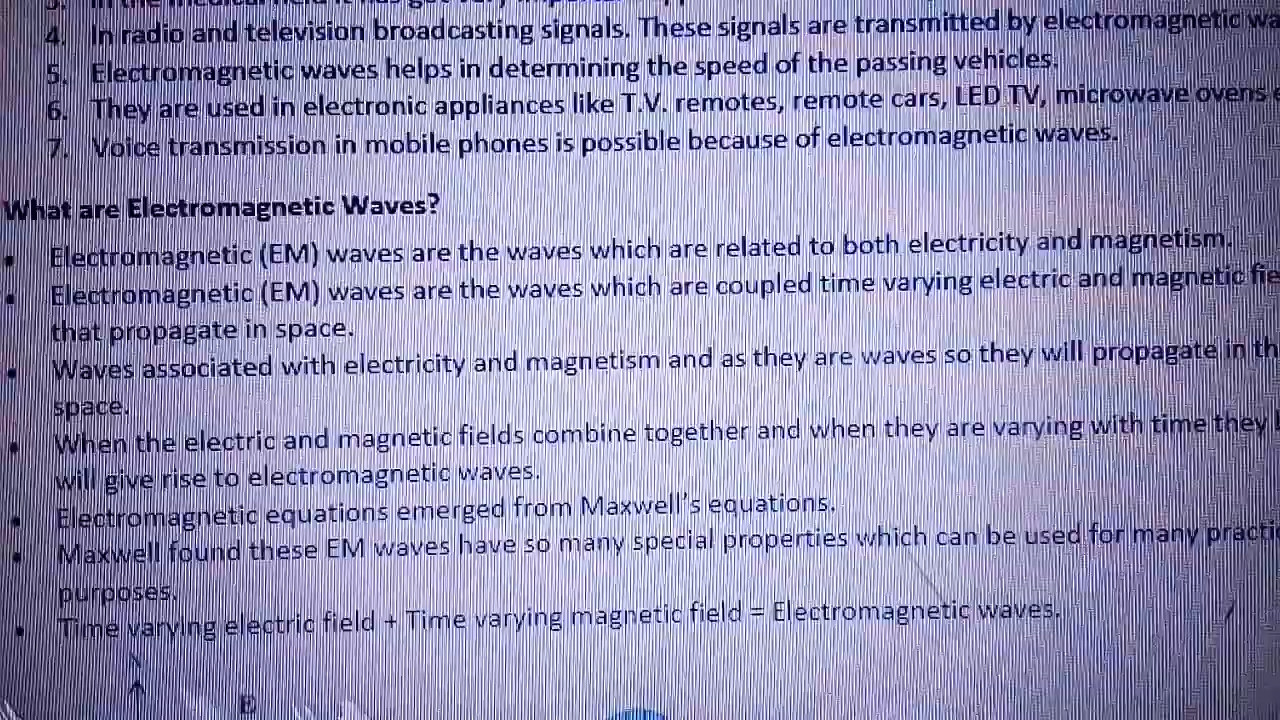 4. In radio and television broadcasting signals. These signals are transmitted by electromagnetic
5. Electromagnetic waves helps in determining the speed of the passing vehicles.
6. They are used in electronic appliances like T.V. remotes, remote cars, LED TV, microwave ovens
7. Voice transmission in mobile phones is possible because of electromagnetic waves.
What are Electromagnetic Waves?
• Electromagnetic (EM) waves are the waves which are related to both electricity and magnetism.
• Electromagnetic (EM) waves are the waves which are coupled time varying electric and magnetic
that propagate in space.
• Waves associated with electricity and magnetism and as they are waves so they will propagate in
space.
• When the electric and magnetic fields combine together and when they are varying with time they
will give rise to electromagnetic waves.
• Electromagnetic equations emerged from Maxwell's equations.
• Maxwell found these EM waves have so many special properties which can be used for many
purposes.
• Time varying electric field + Time varying magnetic field = Electromagnetic waves.
E